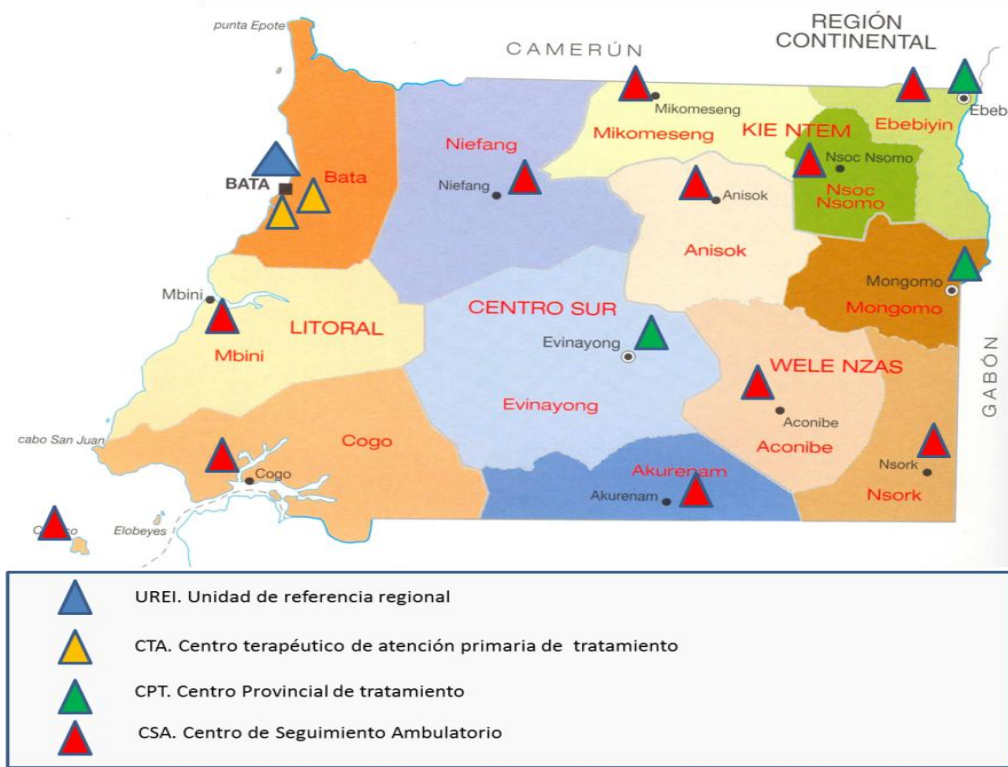 punta Epote
CAMERÚN
REGIÓN
CONTINENTAL
Mikomeseng
Ebeb
Mikomeseng
KIE NTEM
Ebebiyin
Niefang
Nsoc Nsomo
BATA
Bata
Niefang
Anisok
Nsoc
Nsomo
Anisok
Mongomo
Mbini
CENTRO SUR
Mongomo
LITORAL
Evinayong
Mbini
WELE NZAS
GABÓN
Evinayong
Aconibe
cabo San Juan
Cogo
Aconibe
Nsork
Cogo
Akurenam
Akurenam
Nsork
Elobeyes
UREI. Unidad de referencia regional
CTA. Centro terapéutico de atención primaria de tratamiento
CPT. Centro Provincial de tratamiento
CSA. Centro de Seguimiento Ambulatorio